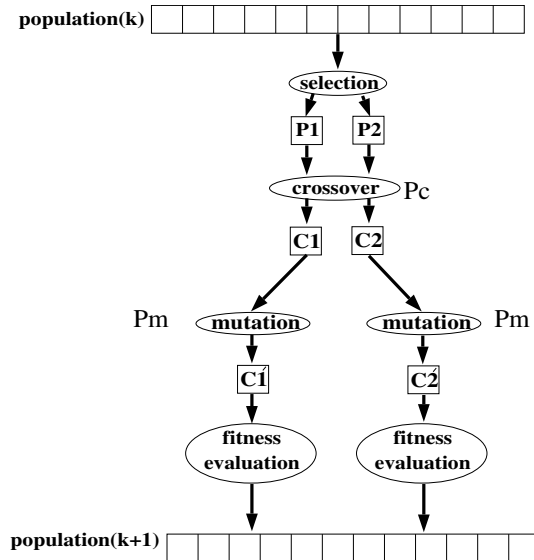 population(k)
selection
P1 P2
crossover Pc
C1 C2
Pm mutation mutation Pm
C1́ C2́
fitness evaluation fitness evaluation
population(k+1)